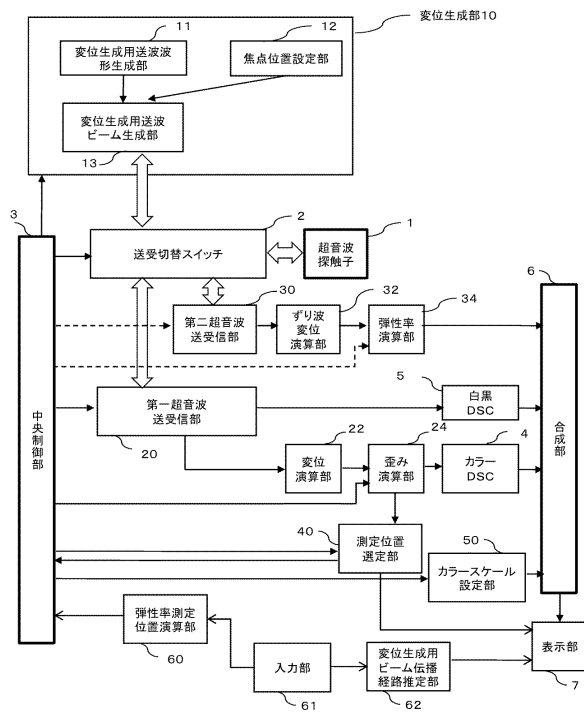 変位生成部10
11
12
変位生成用送波波
形生成部
焦点位置設定部
変位生成用送波
ビーム生成部
13
3
2
1
送受切替スイッチ
超音波
探触子
6
30
32
34
第二超音波
送受信部
ずり波
変位
演算部
弾性率
演算部
5
第一超音波
送受信部
白黒
DSC
20
22
24
4
中央制御部
変位
演算部
歪み
演算部
カラー
DSC
合成部
40
測定位置
選定部
50
カラースケール
設定部
弾性率測定
位置演算部
60
入力部
61
変位生成用
ビーム伝播
経路推定部
62
表示部
7